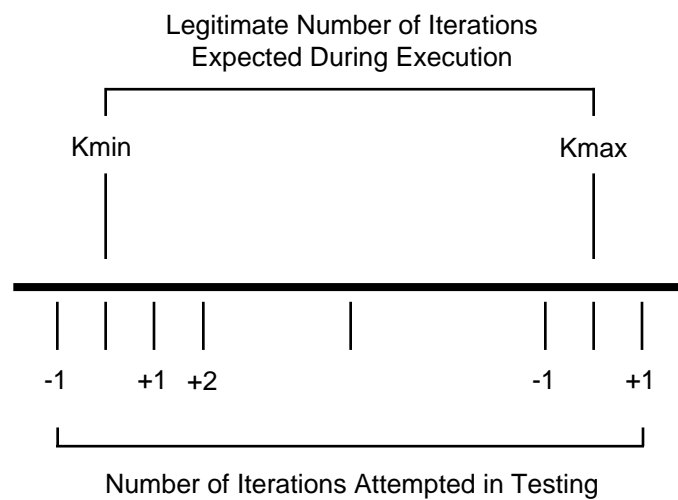 Legitimate Number of Iterations
Expected During Execution
Kmin
Kmax
-1
+1
+2
-1
+1
Number of Iterations Attempted in Testing